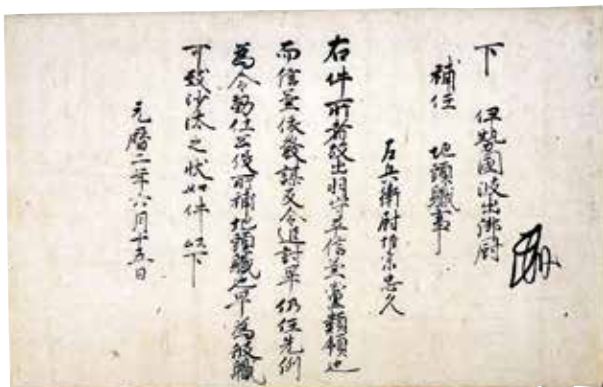 下　伊勢國波出御厨
補任　地頭職事
左兵衛尉惟宗忠久
右件所者故出羽守平信兼党類領也
而信兼依發謀反令追討畢仍任先例
為令勤仕公役所補地頭職也早為彼職
可致沙汰之状如件以下
元暦二年六月十五日